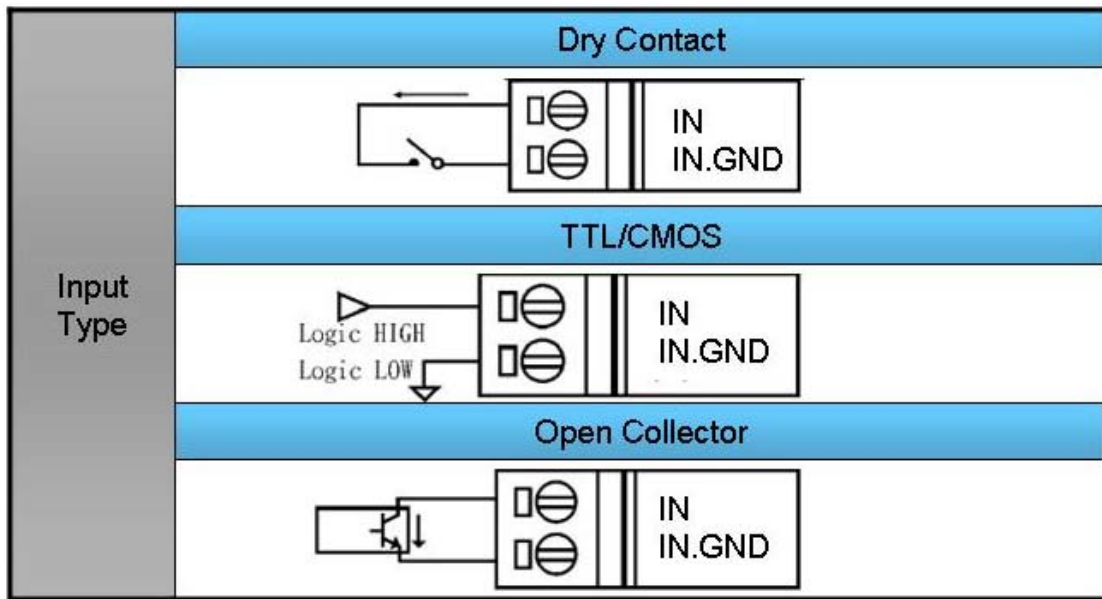 Input
Type
Dry Contact
IN
IN.GND
TTL/CMOS
Logic HIGH
Logic LOW
IN
IN.GND
Open Collector
IN
IN.GND